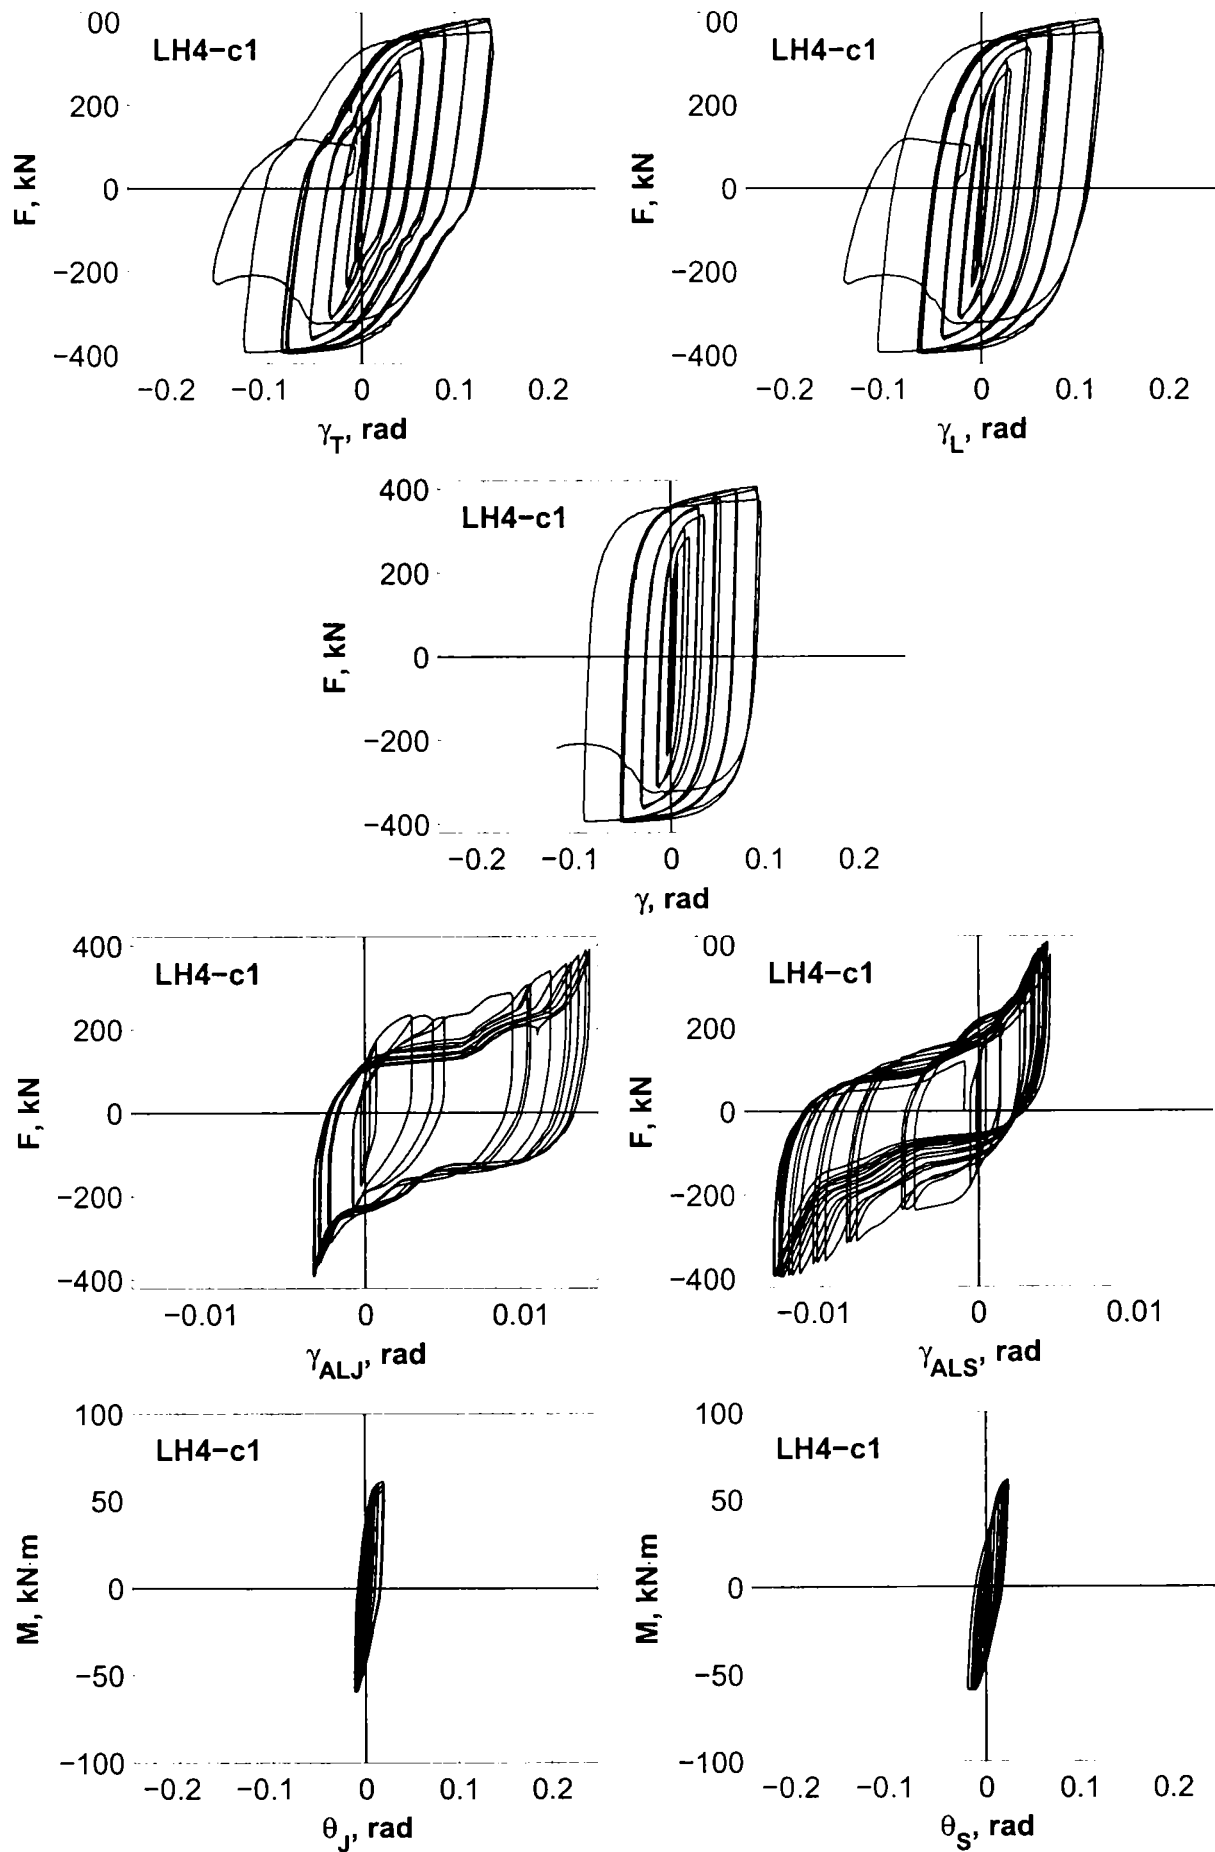 00
LH4−c1
200
0
−200
−400
F, kN
−0.2 −0.1 0 0.1 0.2
γT, rad
00
LH4−c1
200
0
−200
−400
F, kN
−0.2 −0.1 0 0.1 0.2
γL, rad
400
LH4−c1
200
0
−200
−400
F, kN
−0.2 −0.1 0 0.1 0.2
γ, rad
400
LH4−c1
200
0
−200
−400
F, kN
−0.01 0 0.01
γALJ, rad
00
LH4−c1
200
0
−200
−400
F, kN
−0.01 0 0.01
γALS, rad
100
LH4−c1
50
0
−50
−100
M, kN·m
−0.2 −0.1 0 0.1 0.2
θJ, rad
100
LH4−c1
50
0
−50
−100
M, kN·m
−0.2 −0.1 0 0.1 0.2
θS, rad